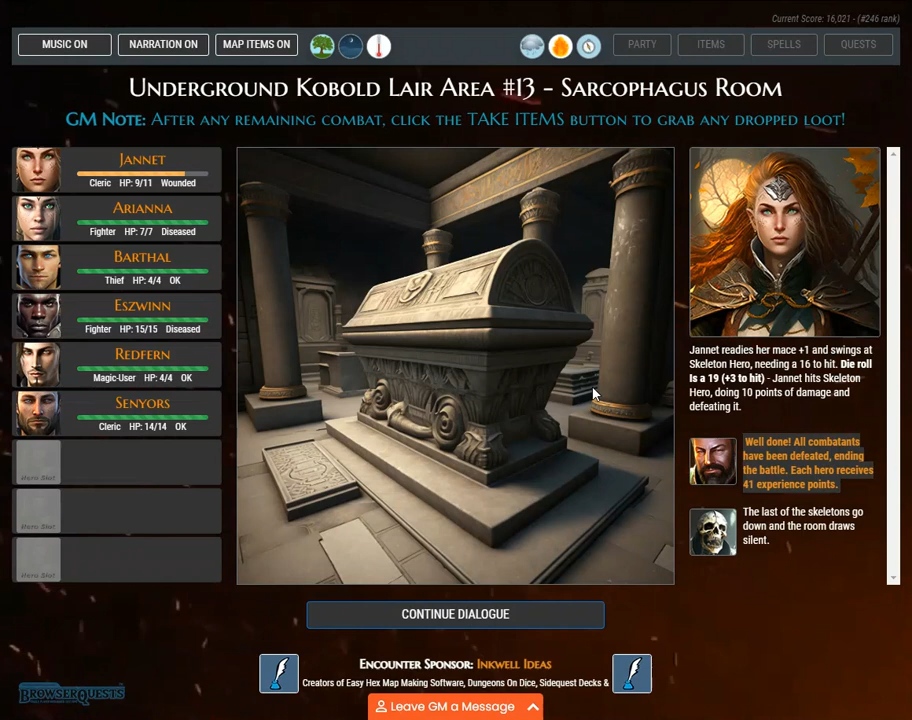 Current Score: 16,021 - (#246 rank)
MUSIC ON
NARRATION ON
MAP ITEMS ON
PARTY
ITEMS
SPELLS
QUESTS
Underground Kobold Lair Area #13 - Sarcophagus Room
GM Note: After any remaining combat, click the TAKE ITEMS button to grab any dropped loot!
Jannet
Cleric HP: 9/11 Wounded
Arianna
Fighter HP: 7/7 Diseased
Barthal
Thief HP: 4/4 OK
Eszwinn
Fighter HP: 15/15 Diseased
Redfern
Magic-User HP: 4/4 OK
Senyors
Cleric HP: 14/14 OK
Hero Slot
Hero Slot
Hero Slot
Jannet readies her mace +1 and swings at
Skeleton Hero, needing a 16 to hit. Die roll
is a 19 (+3 to hit) - Jannet hits Skeleton
Hero, doing 10 points of damage and
defeating it.
Well done! All combatants
have been defeated, ending
the battle. Each hero receives
41 experience points.
The last of the skeletons go
down and the room draws
silent.
CONTINUE DIALOGUE
Encounter Sponsor: Inkwell Ideas
Creators of Easy Hex Map Making Software, Dungeons On Dice, Sidequest Decks &
BrowserQuests
Leave GM a Message